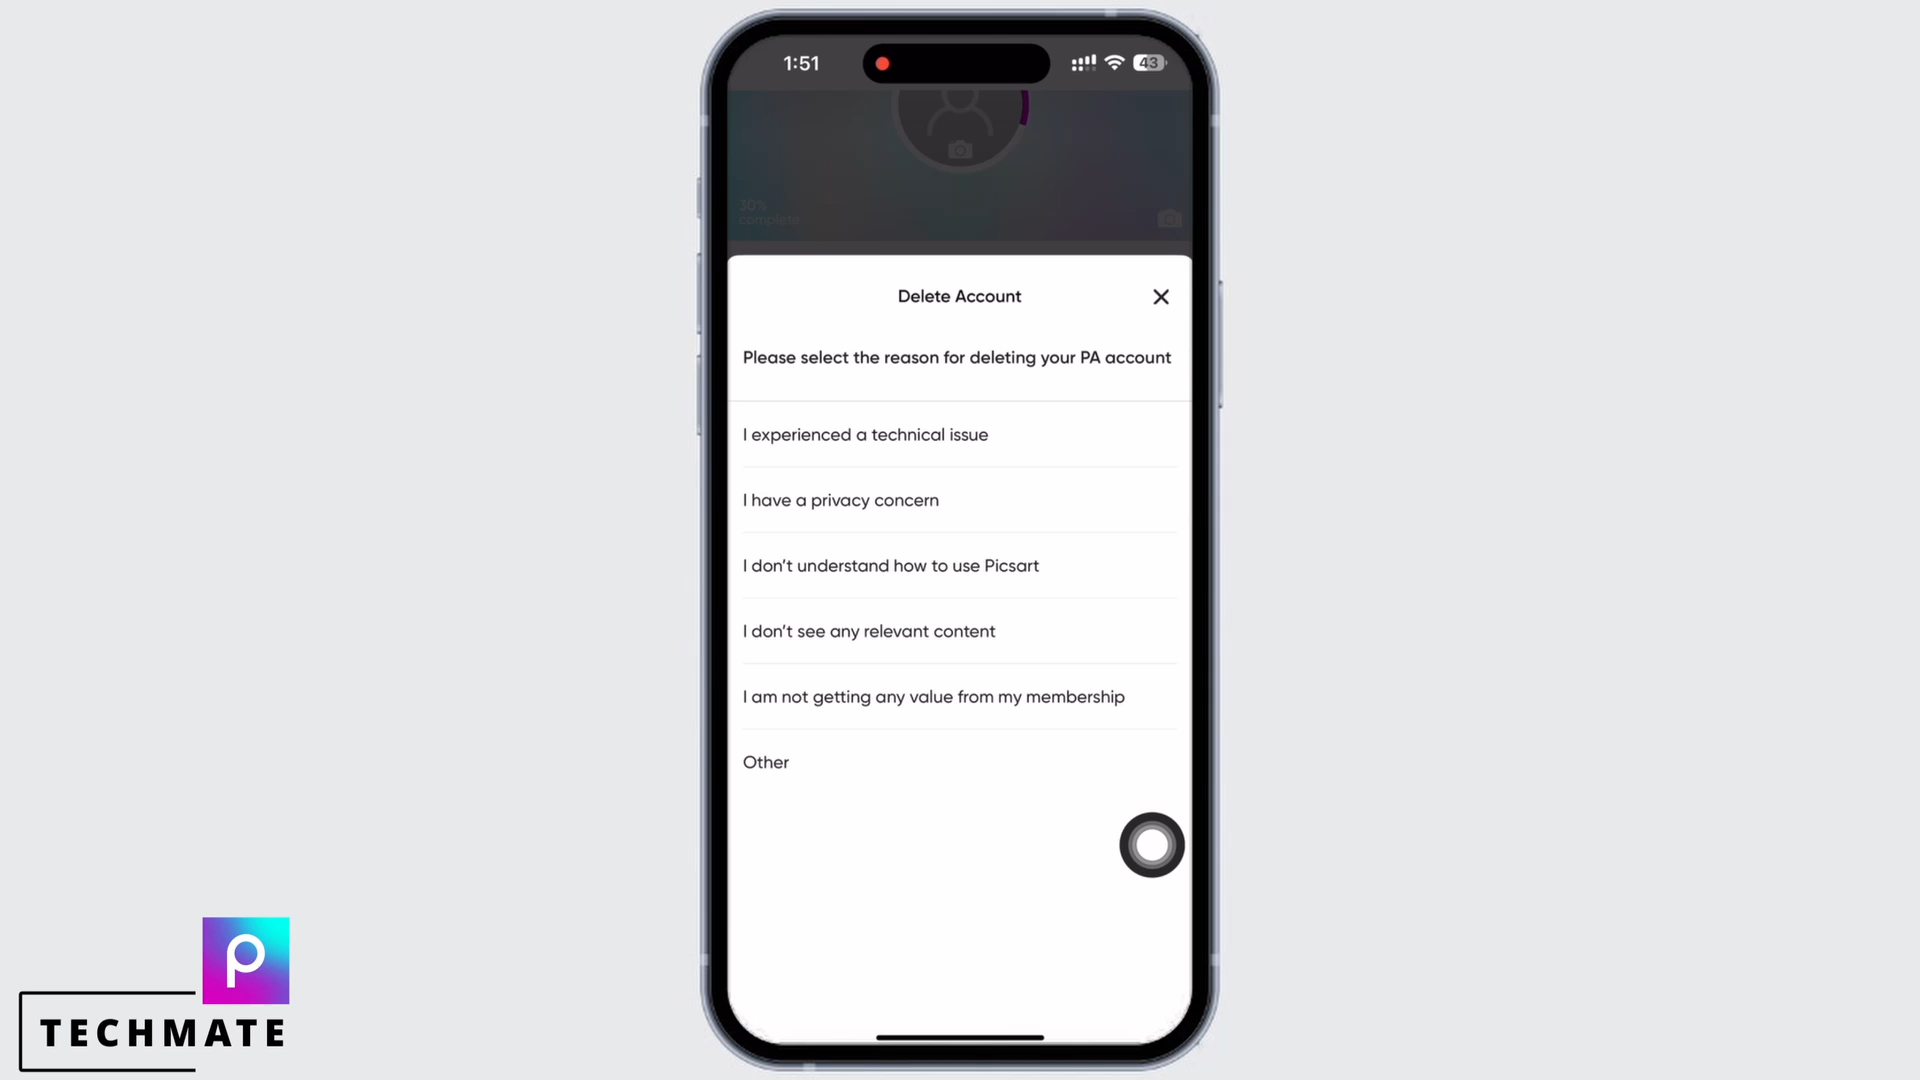 1:51
43
30%
complete
Delete Account
Please select the reason for deleting your PA account
I experienced a technical issue
I have a privacy concern
I don’t understand how to use Picsart
I don’t see any relevant content
I am not getting any value from my membership
Other
P
TECHMATE